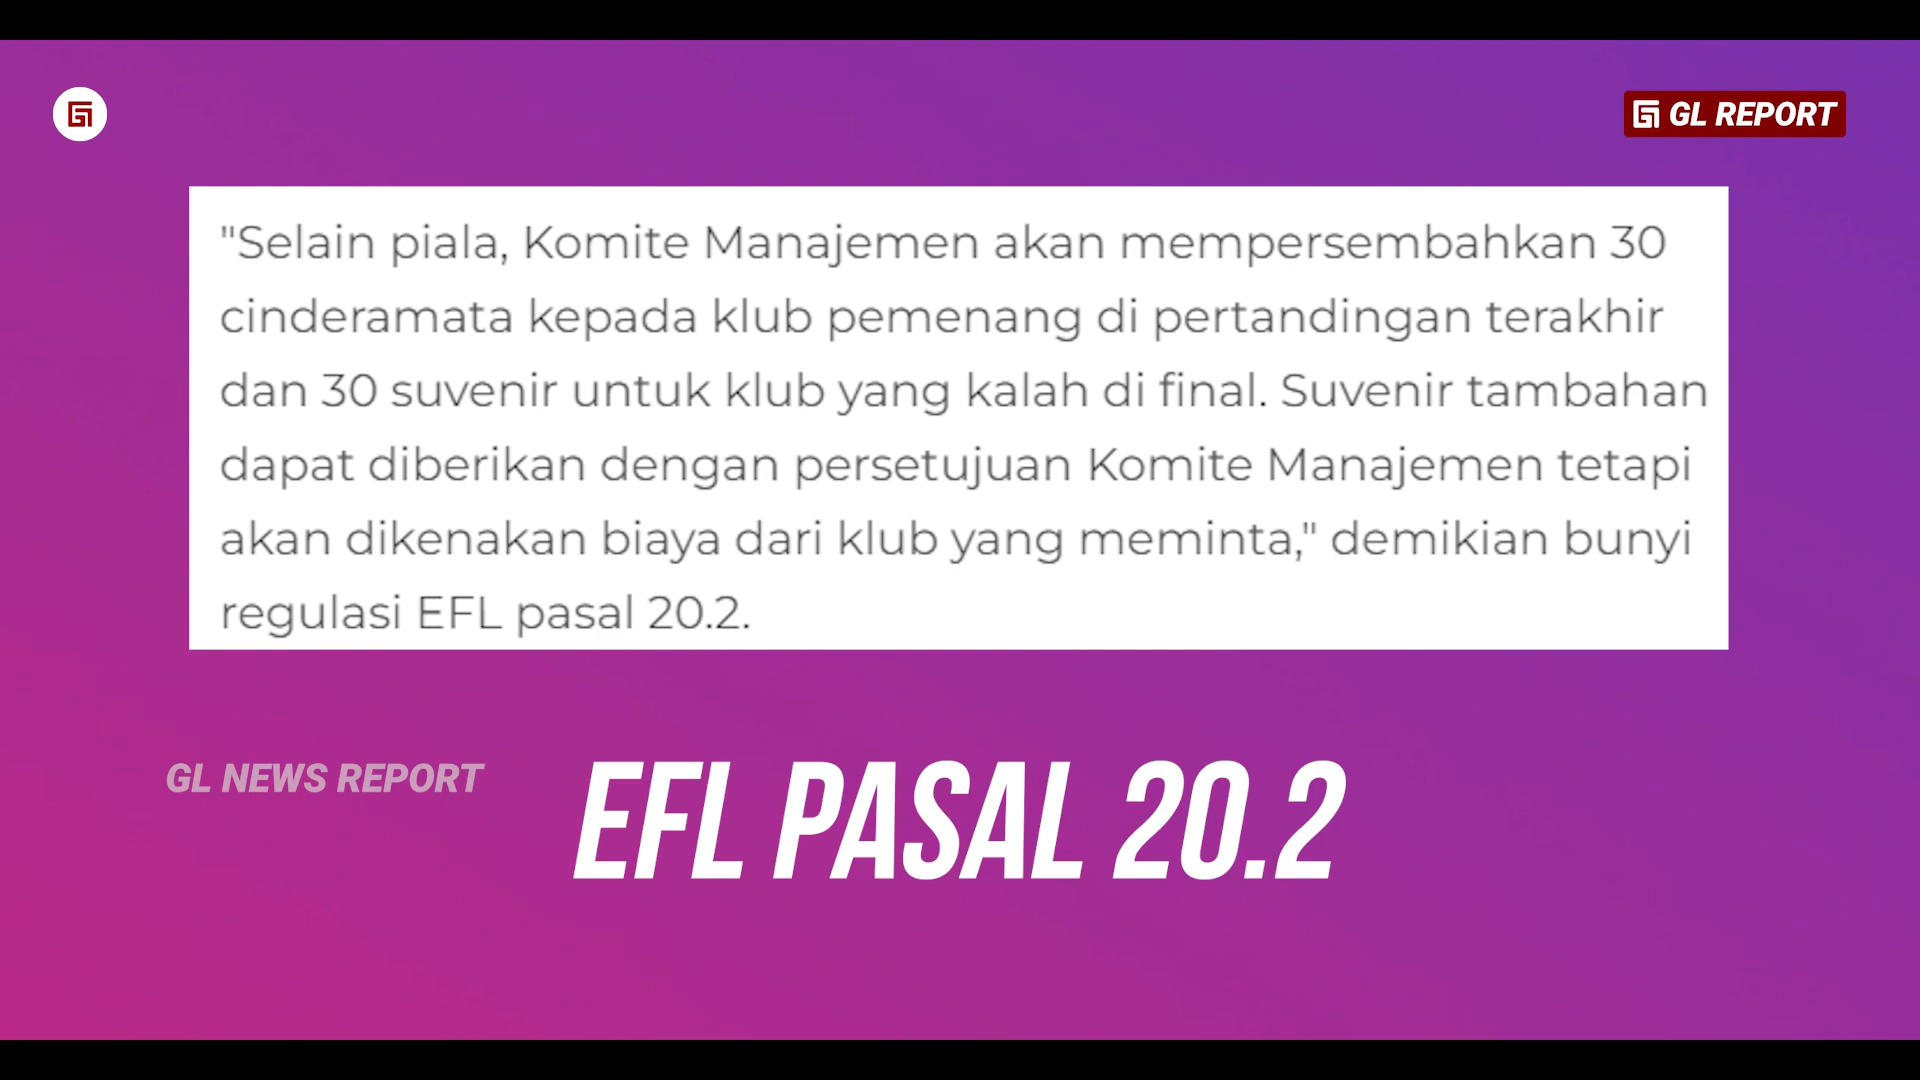 GL REPORT
"Selain piala, Komite Manajemen akan mempersembahkan 30
cinderamata kepada klub pemenang di pertandingan terakhir
dan 30 suvenir untuk klub yang kalah di final. Suvenir tambahan
dapat diberikan dengan persetujuan Komite Manajemen tetapi
akan dikenakan biaya dari klub yang meminta," demikian bunyi
regulasi EFL pasal 20.2.
GL NEWS REPORT
EFL PASAL 20.2